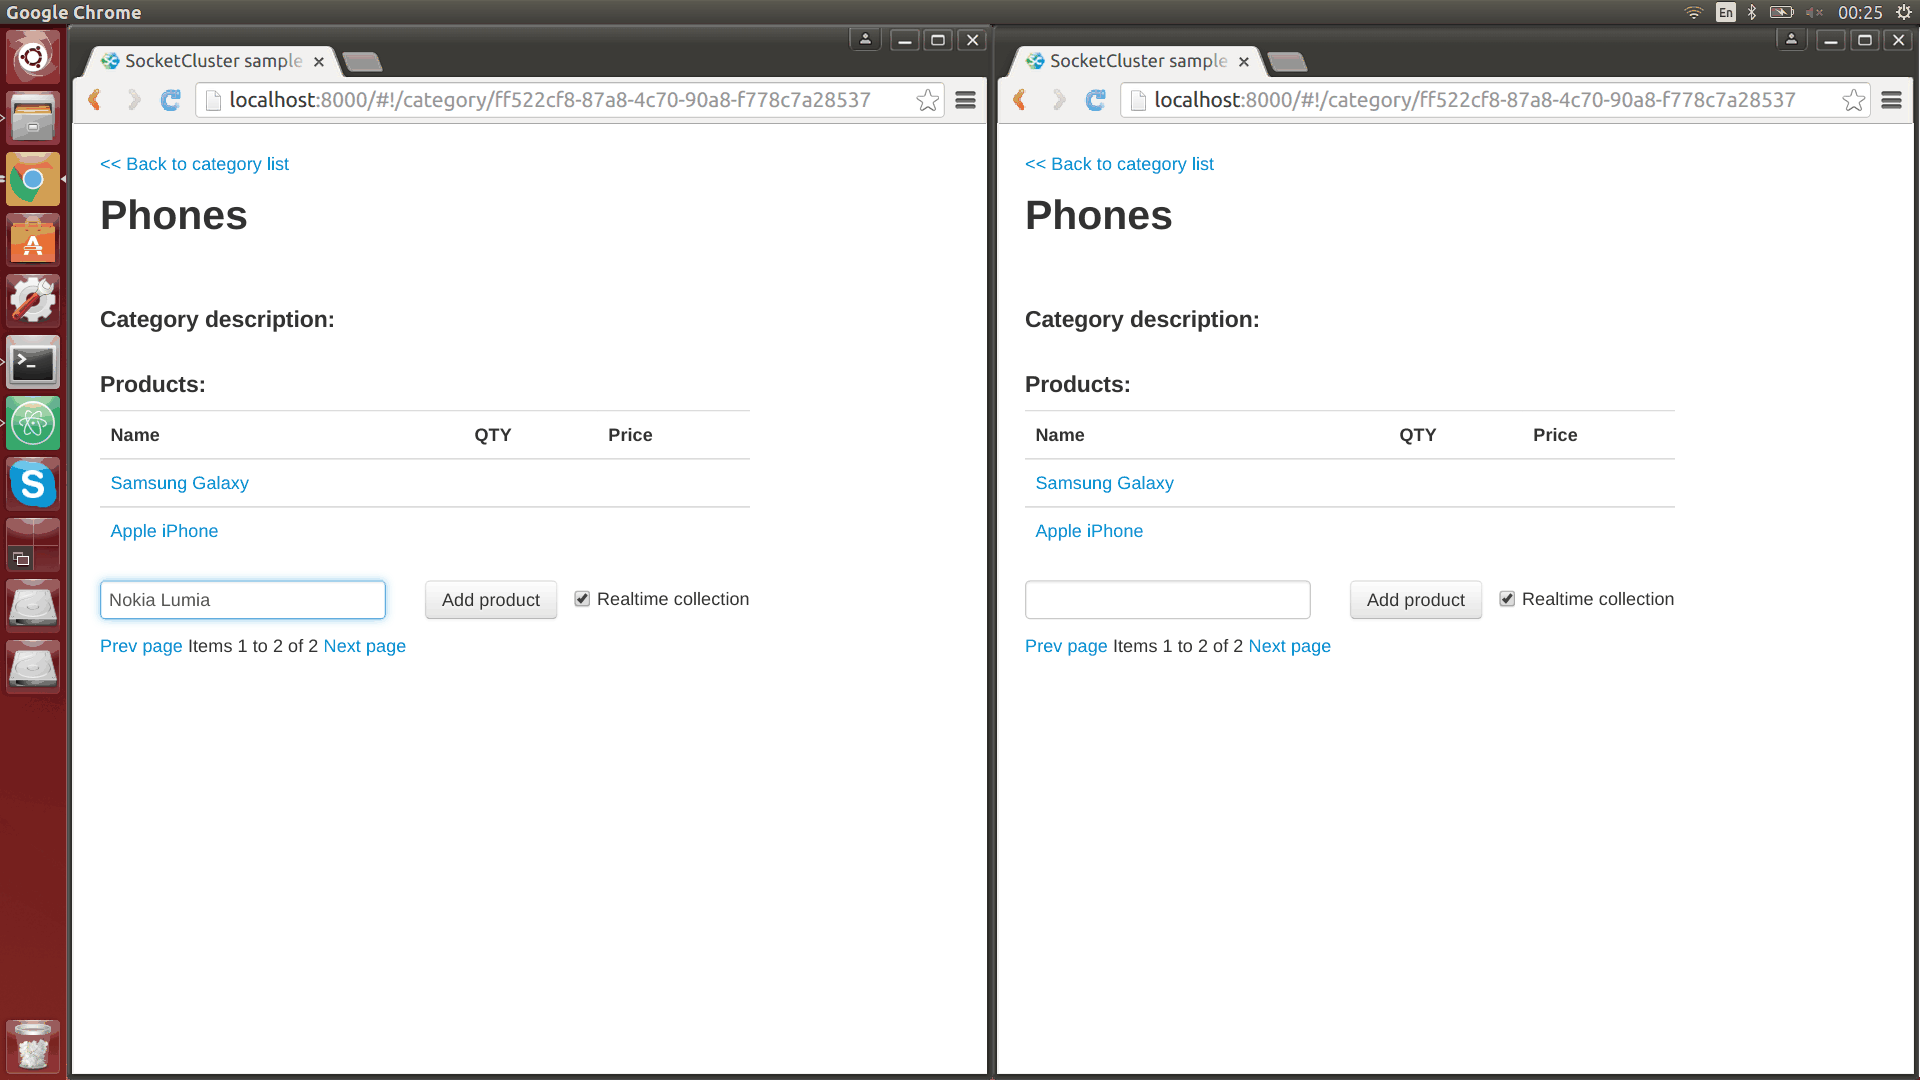 Google Chrome
En
00:25
SocketCluster sample
localhost:8000/#!/category/ff522cf8-87a8-4c70-90a8-f778c7a28537
<< Back to category list
Phones
Category description:
Products:
Name QTY Price
Samsung Galaxy
Apple iPhone
Nokia Lumia
Add product
Realtime collection
Prev page Items 1 to 2 of 2 Next page
SocketCluster sample
localhost:8000/#!/category/ff522cf8-87a8-4c70-90a8-f778c7a28537
<< Back to category list
Phones
Category description:
Products:
Name QTY Price
Samsung Galaxy
Apple iPhone
Add product
Realtime collection
Prev page Items 1 to 2 of 2 Next page